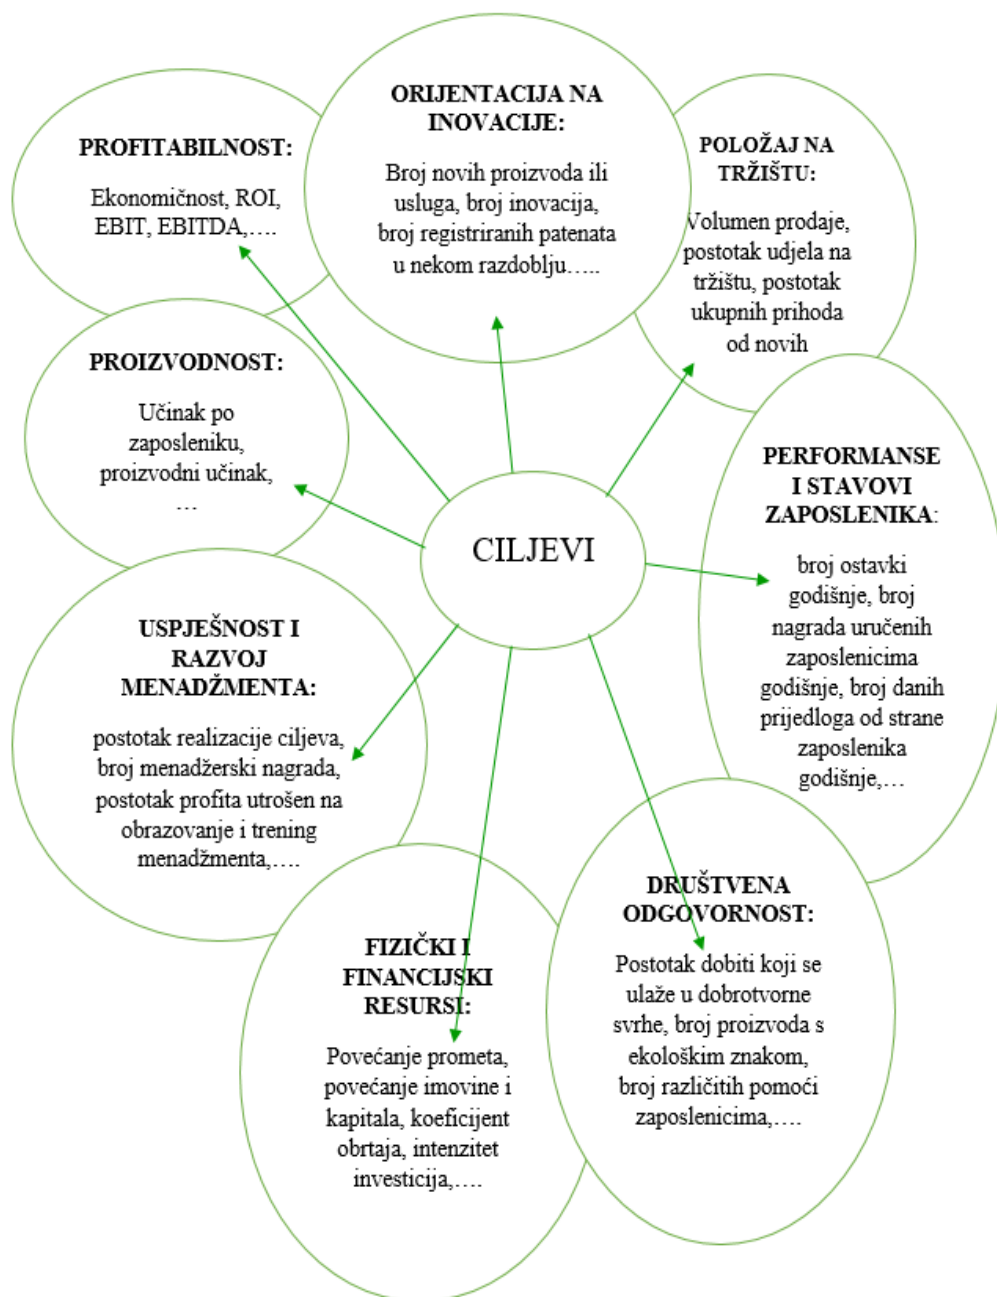 ORIJENTACIJA NA
INOVACIJE:
Broj novih proizvoda ili
usluga, broj inovacija,
broj registriranih patenata
u nekom razdoblju…..
PROFITABILNOST:
Ekonomičnost, ROI,
EBIT, EBITDA,….
POLOŽAJ NA
TRŽIŠTU:
Volumen prodaje,
postotak udjela na
tržištu, postotak
ukupnih prihoda
od novih
PROIZVODNOST:
Učinak po
zaposleniku,
proizvodni učinak,
…
CILJEVI
PERFORMANSE
I STAVOVI
ZAPOSLENIKA:
broj ostavki
godišnje, broj
nagrada uručenih
zaposlenicima
godišnje, broj danih
prijedloga od strane
zaposlenika
godišnje,…
USPJEŠNOST I
RAZVOJ
MENADŽMENTA:
postotak realizacije ciljeva,
broj menadžerski nagrada,
postotak profita utrošen na
obrazovanje i trening
menadžmenta,….
DRUŠTVENA
ODGOVORNOST:
Postotak dobiti koji se
ulaže u dobrotvorne
svrhe, broj proizvoda s
ekološkim znakom,
broj različitih pomoći
zaposlenicima,….
FIZIČKI I
FINANCIJSKI
RESURSI:
Povećanje prometa,
povećanje imovine i
kapitala, koeficijent
obrtaja, intenzitet
investicija,….